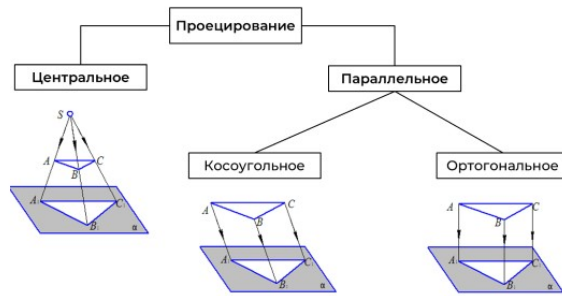 Проецирование
Центральное
Параллельное
Косоугольное
Ортогональное
S
A
C
B
A₁
C₁
B₁
α
A
C
B
A₁
C₁
B₁
α
A
C
B
A₁
C₁
B₁
α